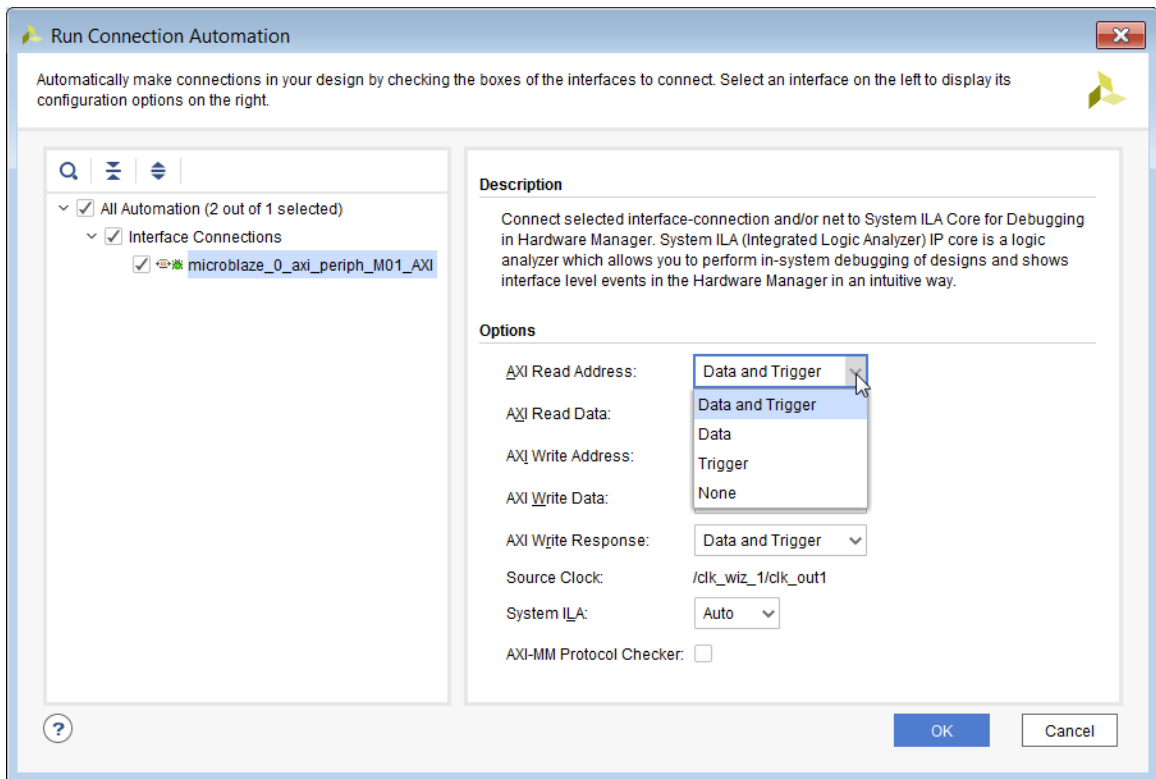 Run Connection Automation
Automatically make connections in your design by checking the boxes of the interfaces to connect. Select an interface on the left to display its
configuration options on the right.
All Automation (2 out of 1 selected)
Interface Connections
microblaze_0_axi_periph_M01_AXI
Description
Connect selected interface-connection and/or net to System ILA Core for Debugging
in Hardware Manager. System ILA (Integrated Logic Analyzer) IP core is a logic
analyzer which allows you to perform in-system debugging of designs and shows
interface level events in the Hardware Manager in an intuitive way.
Options
AXI Read Address: Data and Trigger
Data and Trigger
AXI Read Data:
Data
AXI Write Address:
Trigger
None
AXI Write Data:
AXI Write Response: Data and Trigger
Source Clock: /clk_wiz_1/clk_out1
System ILA: Auto
AXI-MM Protocol Checker:
?
OK
Cancel